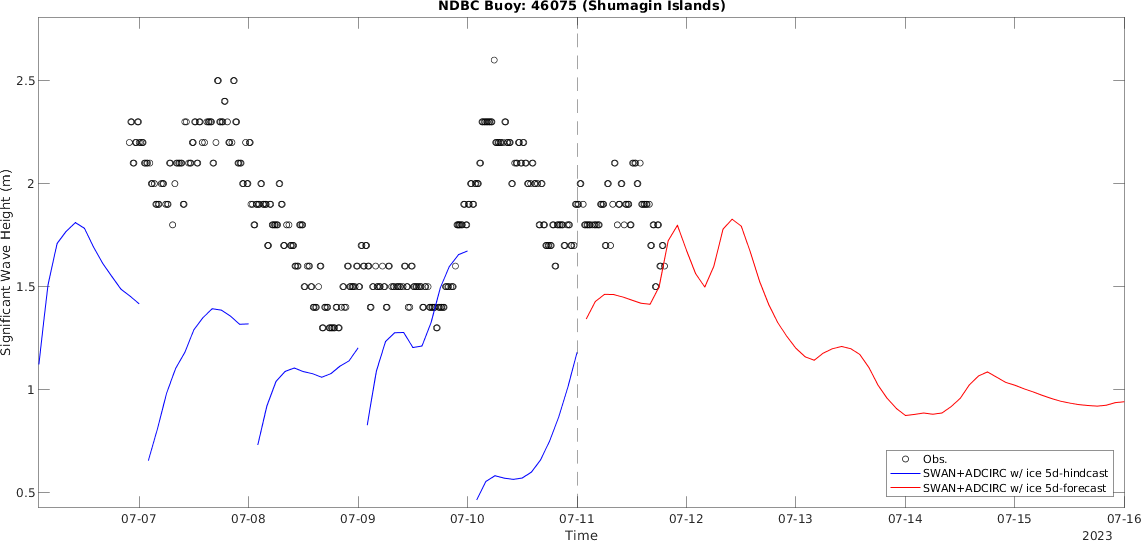 NDBC Buoy: 46075 (Shumagin Islands)
Significant Wave Height (m)
2.5
2
1.5
1
0.5
Obs.
SWAN+ADCIRC w/ ice 5d-hindcast
SWAN+ADCIRC w/ ice 5d-forecast
07-07 07-08 07-09 07-10 07-11 07-12 07-13 07-14 07-15 07-16
Time
2023